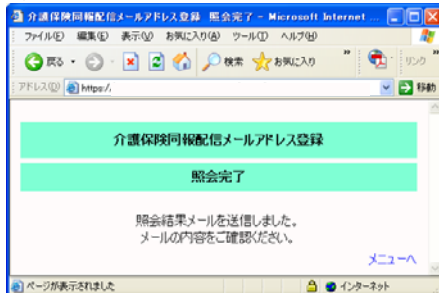 介護保険同報配信メールアドレス登録 照会完了 - Microsoft Internet ...
ファイル(F) 編集(E) 表示(V) お気に入り(A) ツール(T) ヘルプ(H)
戻る 検索 お気に入り リンク
アドレス(D) https:/. 移動
介護保険同報配信メールアドレス登録
照会完了
照会結果メールを送信しました。
メールの内容をご確認ください。
メニューへ
ページが表示されました インターネット